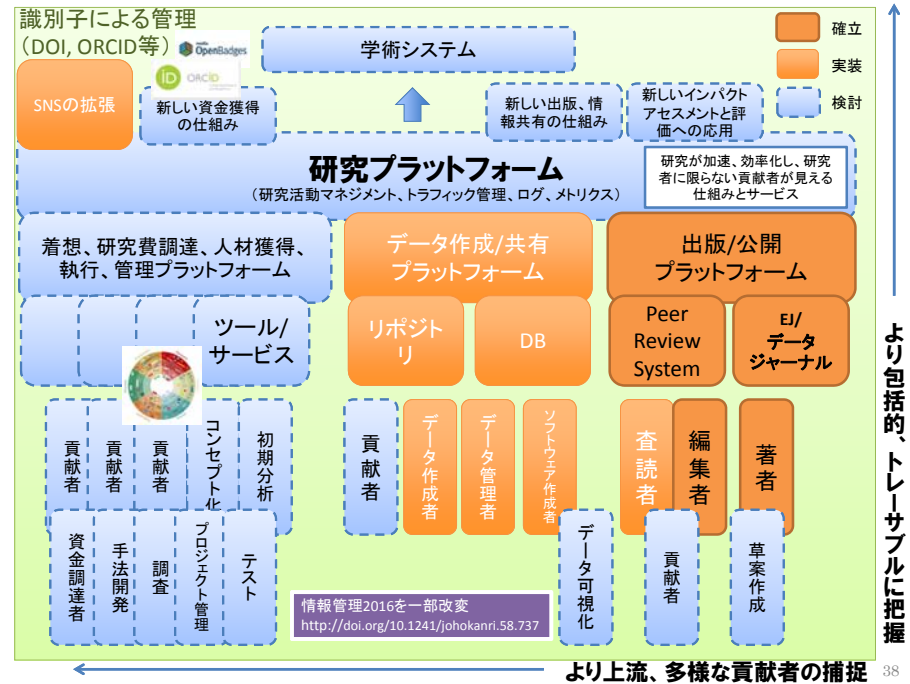 識別子による管理
(DOI, ORCID等)
OpenBadges
iD ORCID
学術システム
確立
実装
検討
SNSの拡張
新しい資金獲得
の仕組み
新しい出版、情
報共有の仕組み
新しいインパクト
アセスメントと評
価への応用
研究プラットフォーム
(研究活動マネジメント、トラフィック管理、ログ、メトリクス)
研究が加速、効率化し、研究
者に限らない貢献者が見える
仕組みとサービス
着想、研究費調達、人材獲得、
執行、管理プラットフォーム
データ作成/共有
プラットフォーム
出版/公開
プラットフォーム
ツール/
サービス
リポジト
リ
DB
Peer
Review
System
EJ/
データ
ジャーナル
貢献者
貢献者
貢献者
コンセプト化
初期分析
貢献者
データ作成者
データ管理者
ソフトウェア作成者
査読者
編集者
著者
資金調達者
手法開発
調査
プロジェクト管理
テスト
データ可視化
貢献者
草案作成
情報管理2016を一部改変
http://doi.org/10.1241/johokanri.58.737
より包括的、トレーサブルに把握
より上流、多様な貢献者の捕捉
38